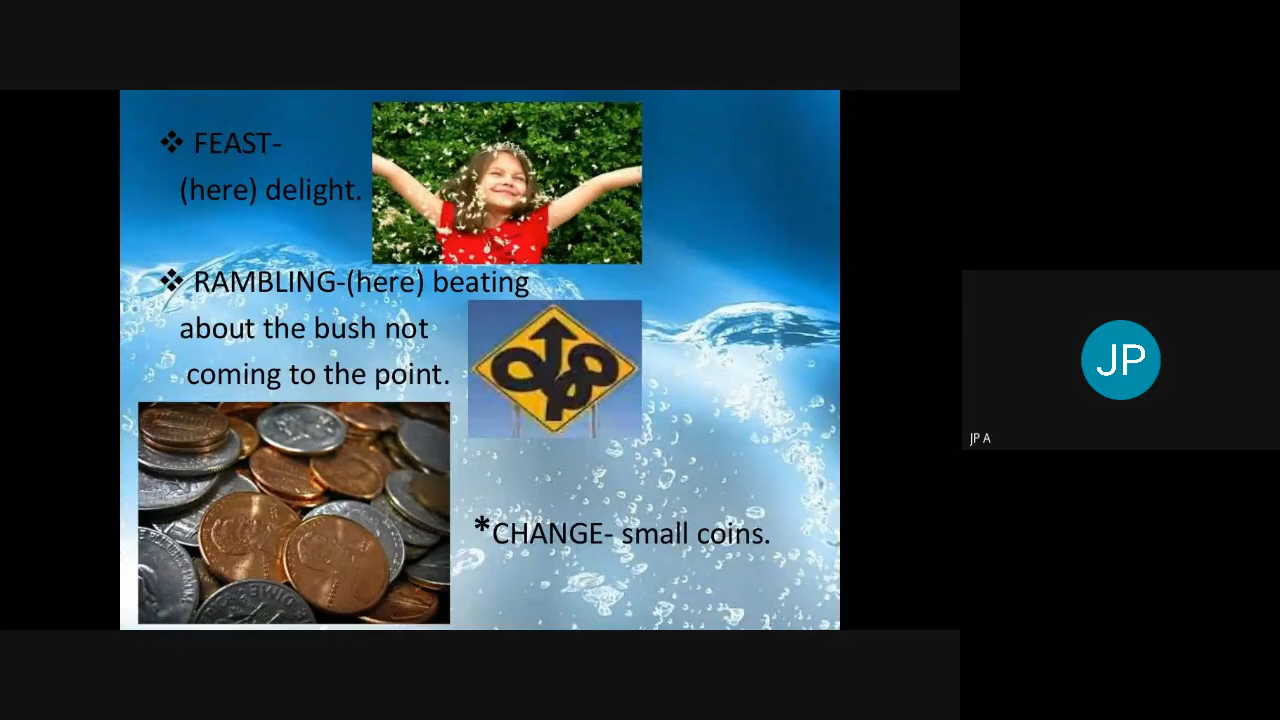 ❖ FEAST-
(here) delight.
❖ RAMBLING-(here) beating
about the bush not
coming to the point.
*CHANGE- small coins.
JP
JP A